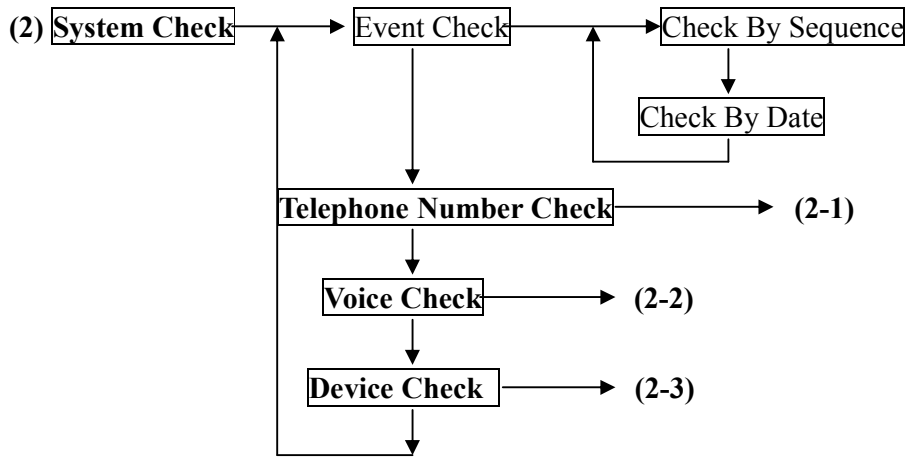 (2) System Check Event Check Check By Sequence
Check By Date
Telephone Number Check (2-1)
Voice Check (2-2)
Device Check (2-3)